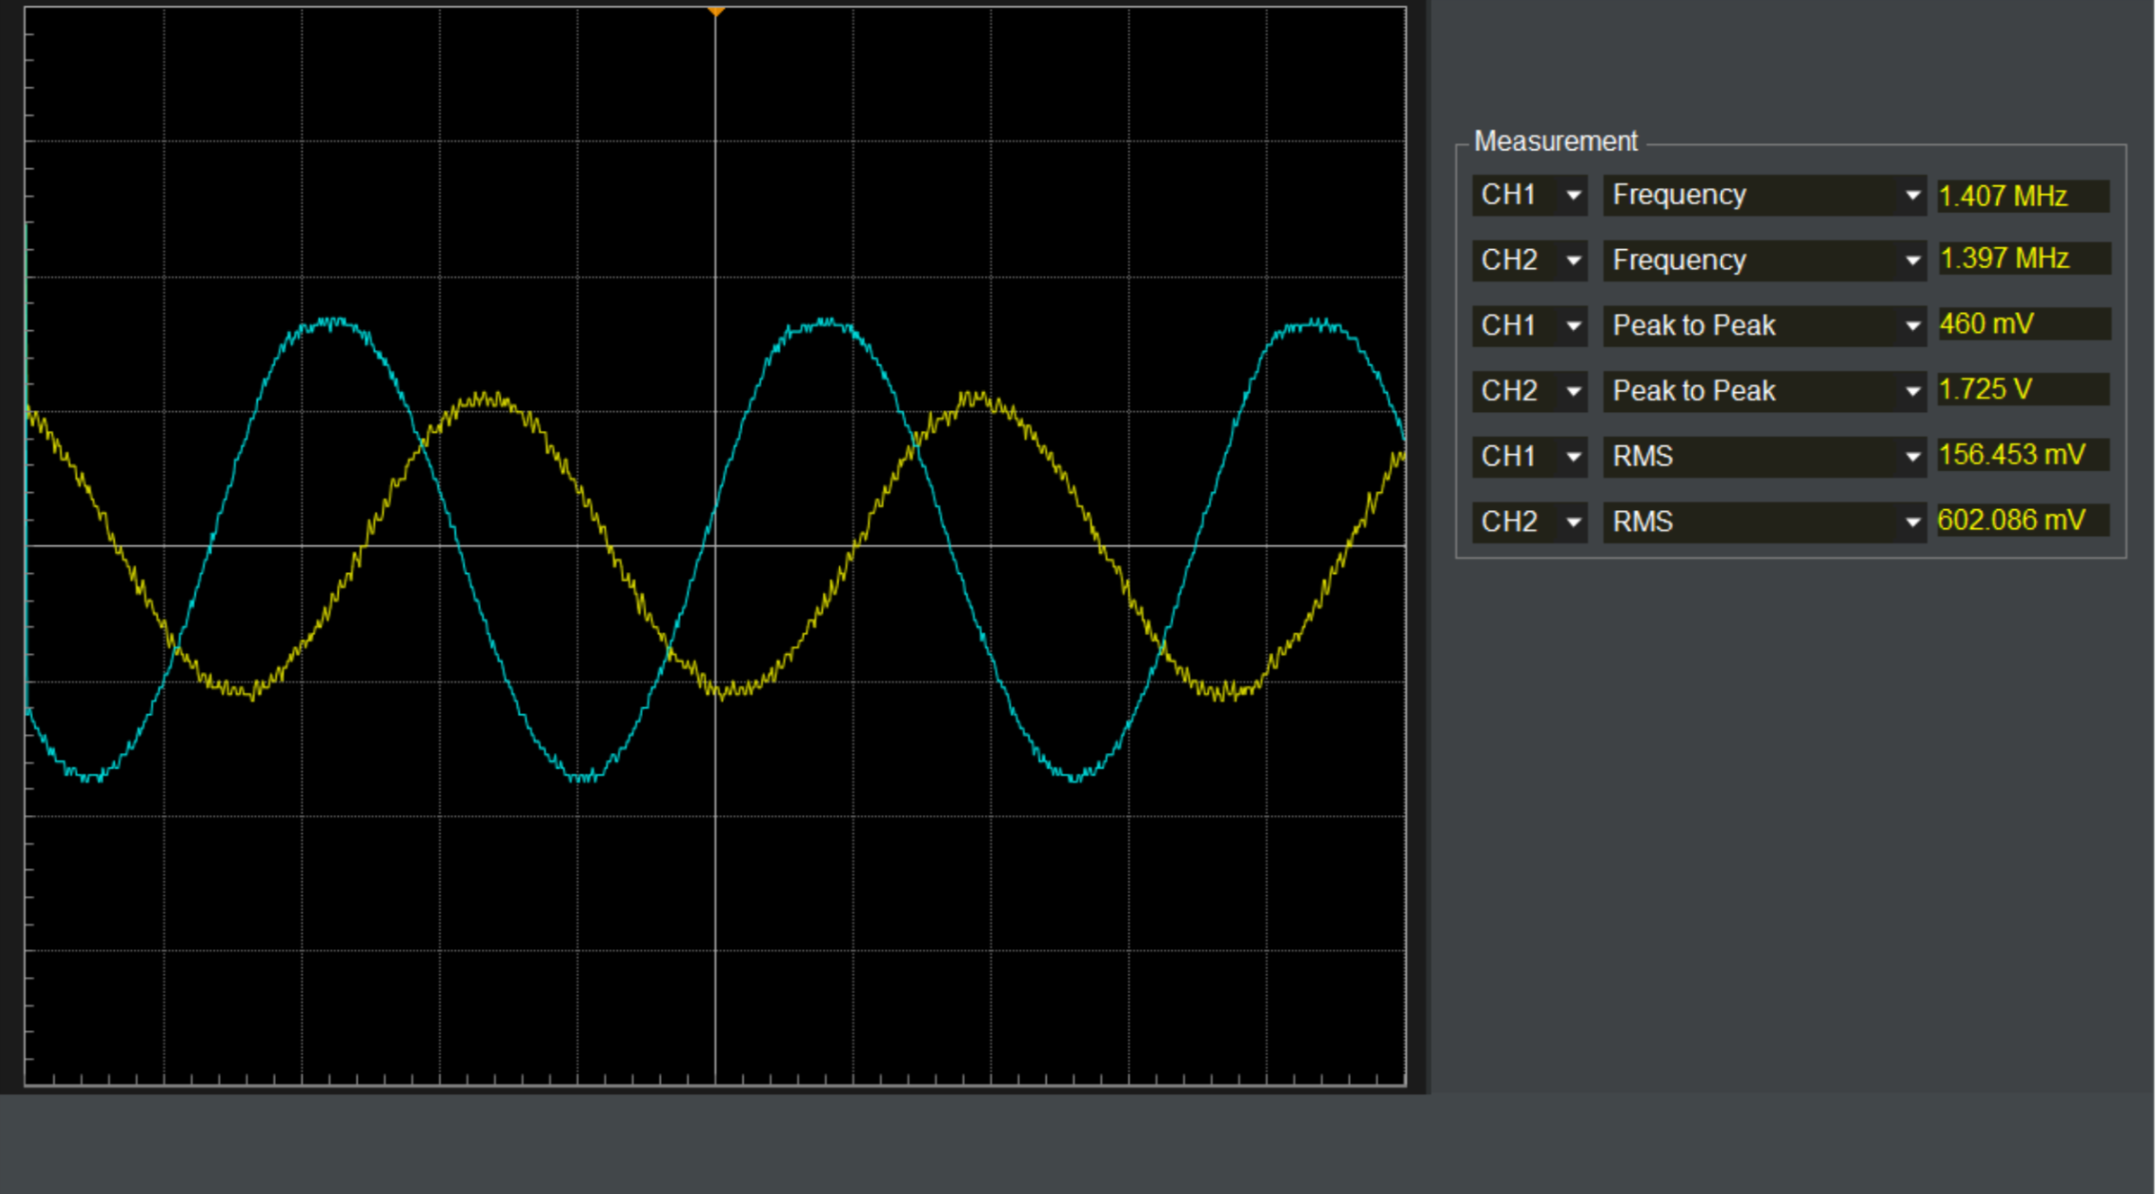 Measurement
CH1 Frequency 1.407 MHz
CH2 Frequency 1.397 MHz
CH1 Peak to Peak 460 mV
CH2 Peak to Peak 1.725 V
CH1 RMS 156.453 mV
CH2 RMS 602.086 mV